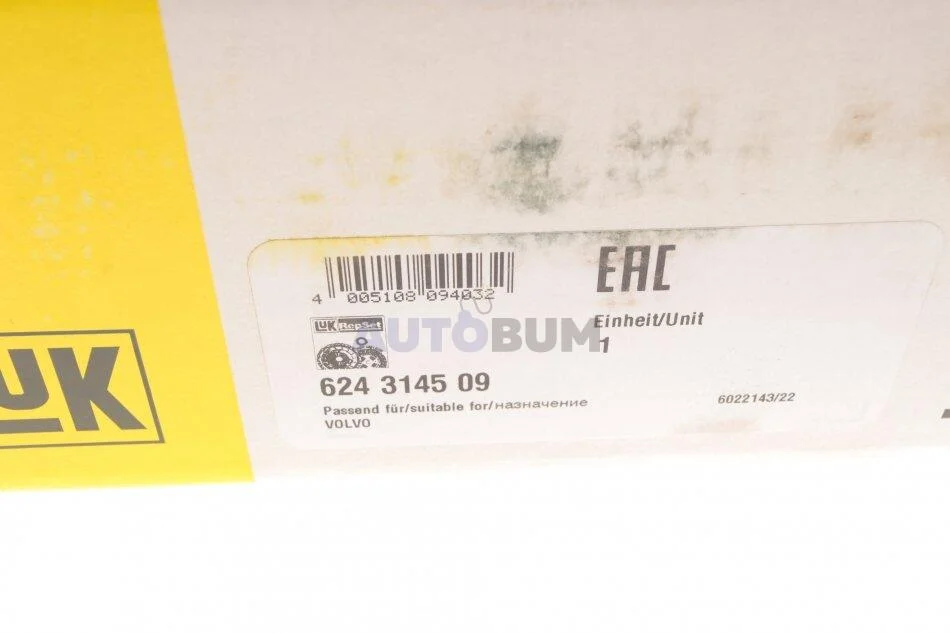 4 005108 094032
EAC
LUK RepSet
AUTOBUM
Einheit/Unit
1
624 3145 09
Passend für/suitable for/назначение
VOLVO
6022143/22
LUK